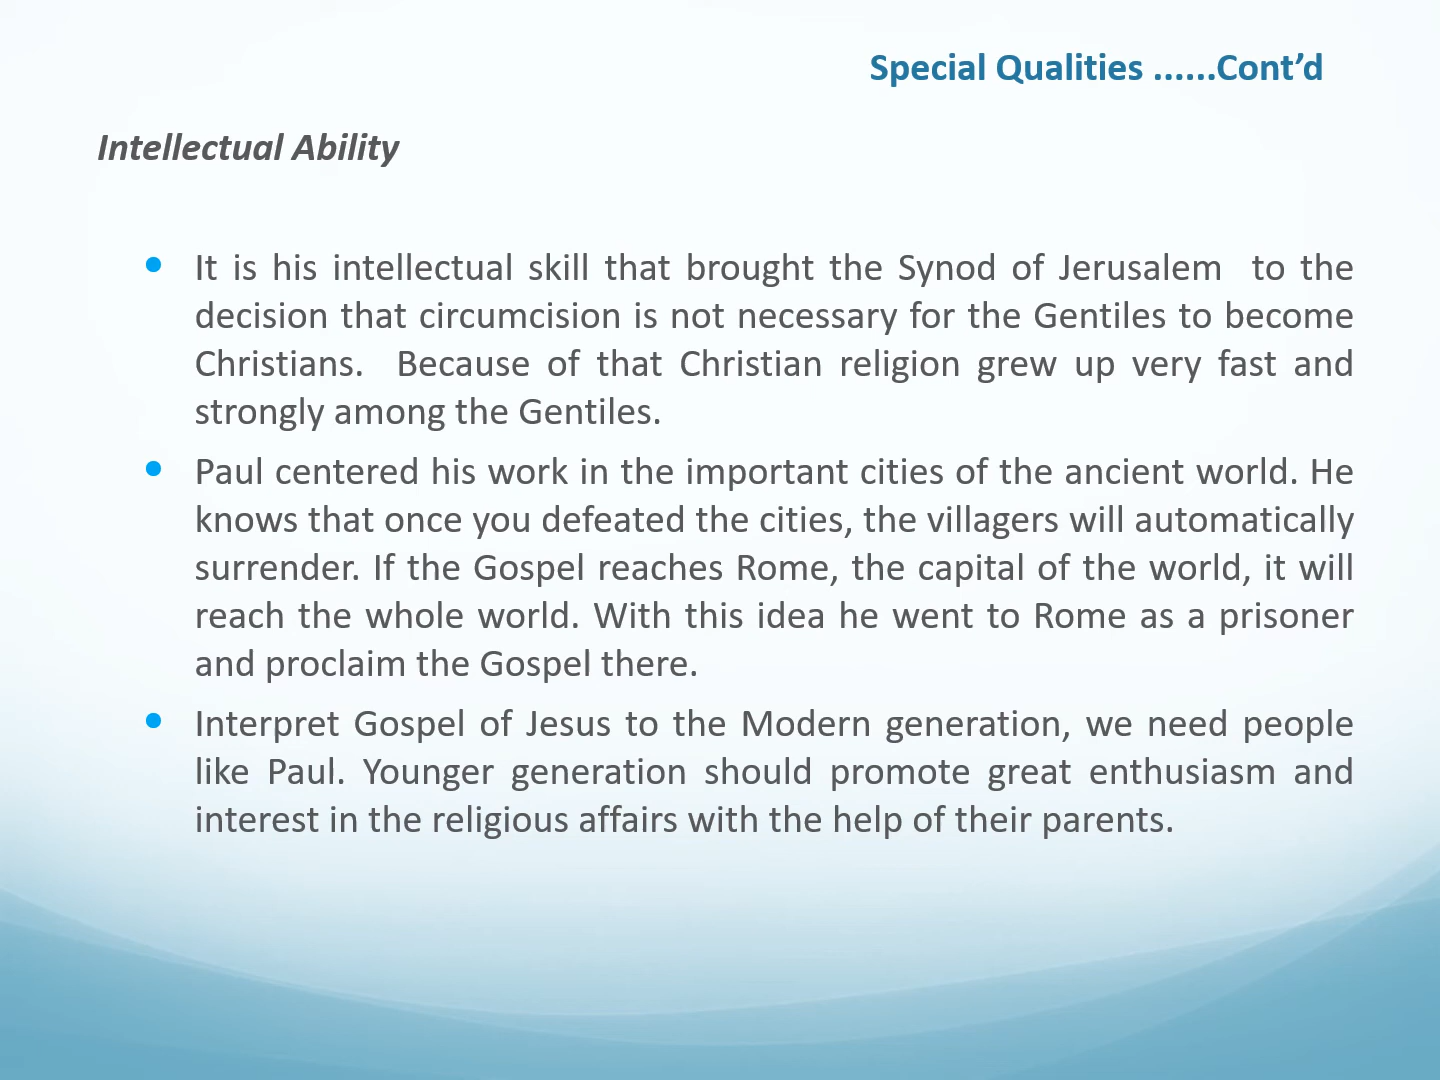 Special Qualities ......Cont’d
Intellectual Ability
• It is his intellectual skill that brought the Synod of Jerusalem  to the
decision that circumcision is not necessary for the Gentiles to become
Christians.  Because of that Christian religion grew up very fast and
strongly among the Gentiles.
• Paul centered his work in the important cities of the ancient world. He
knows that once you defeated the cities, the villagers will automatically
surrender. If the Gospel reaches Rome, the capital of the world, it will
reach the whole world. With this idea he went to Rome as a prisoner
and proclaim the Gospel there.
• Interpret Gospel of Jesus to the Modern generation, we need people
like Paul. Younger generation should promote great enthusiasm and
interest in the religious affairs with the help of their parents.